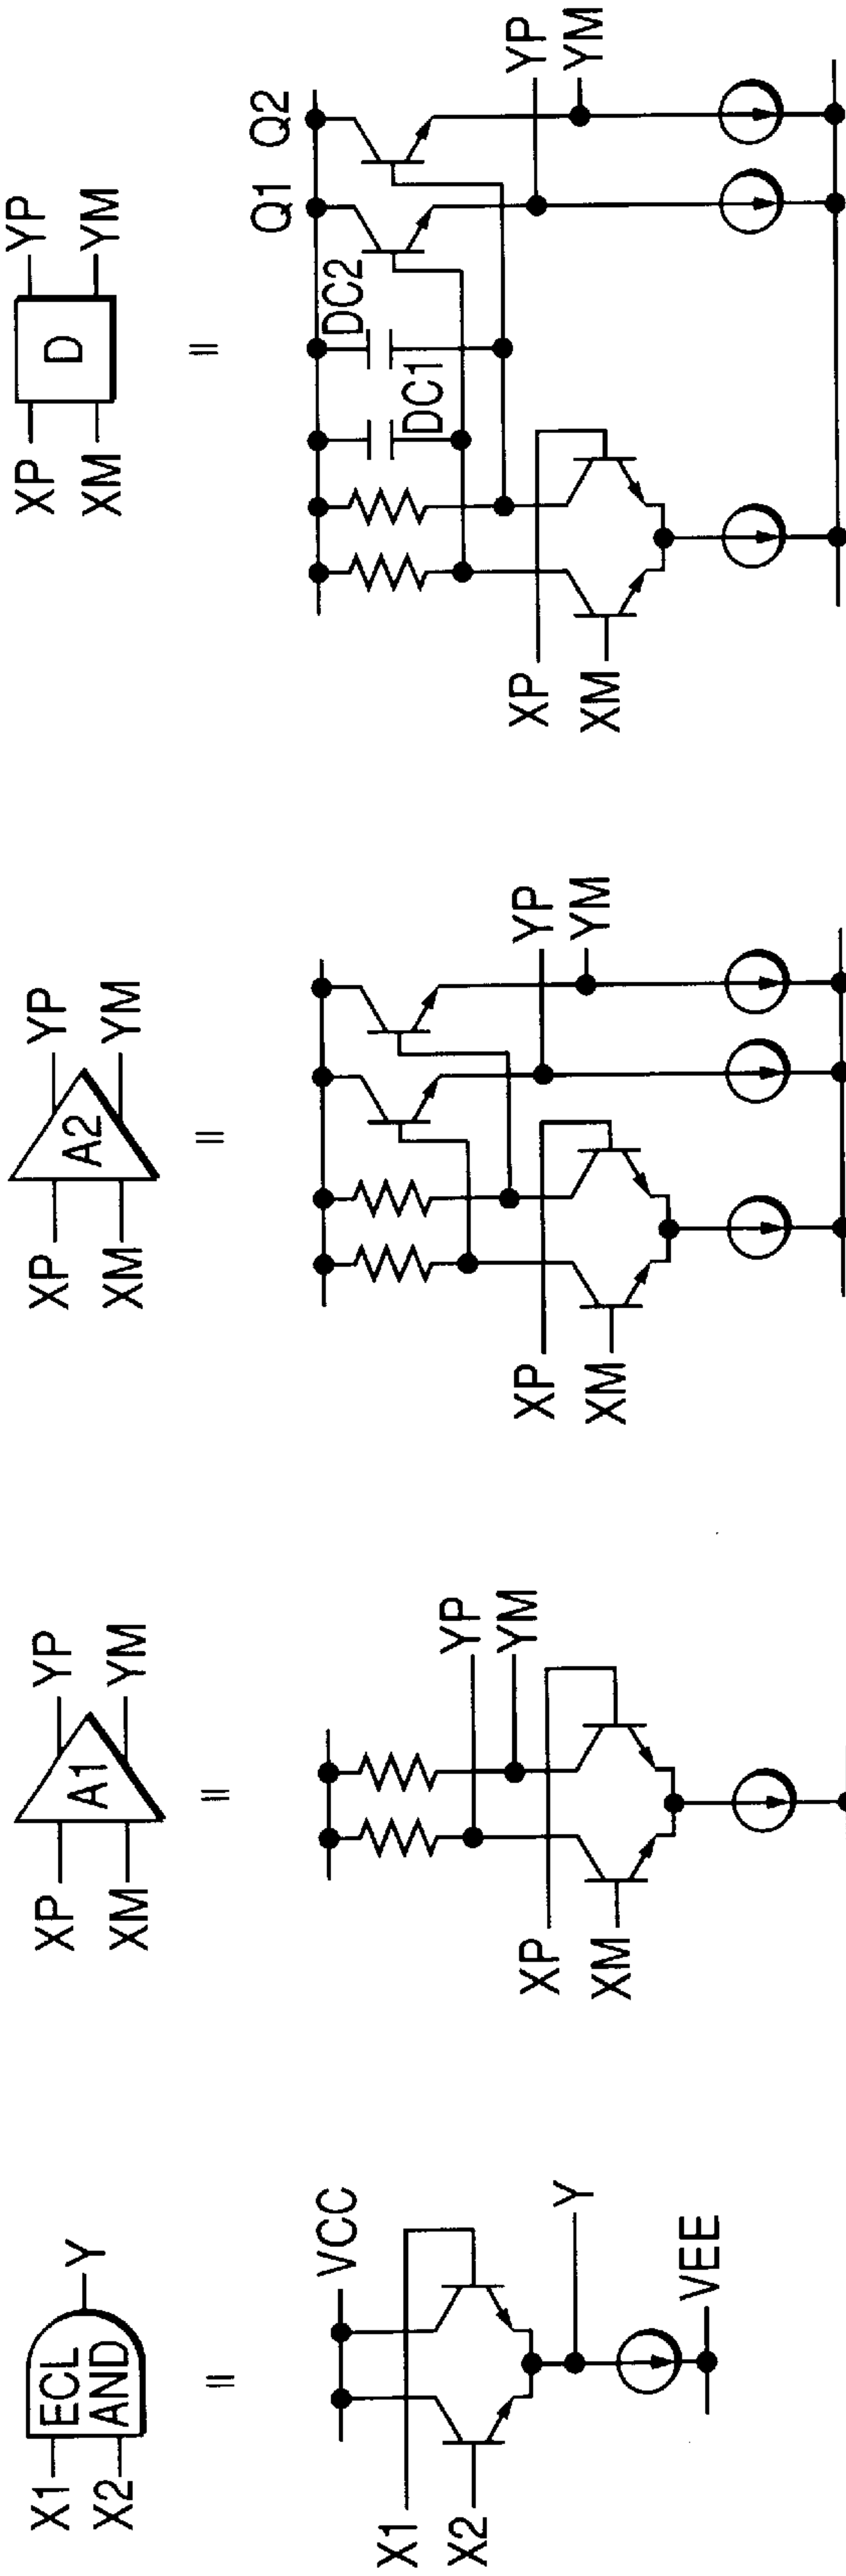 X1
X2
ECL
AND
Y
X1
X2
VCC
Y
VEE
XP
XM
A1
YP
YM
XP
XM
YP
YM
XP
XM
A2
YP
YM
XP
XM
YP
YM
XP
XM
D
YP
YM
DC1
DC2
Q1
Q2
XP
XM
YP
YM